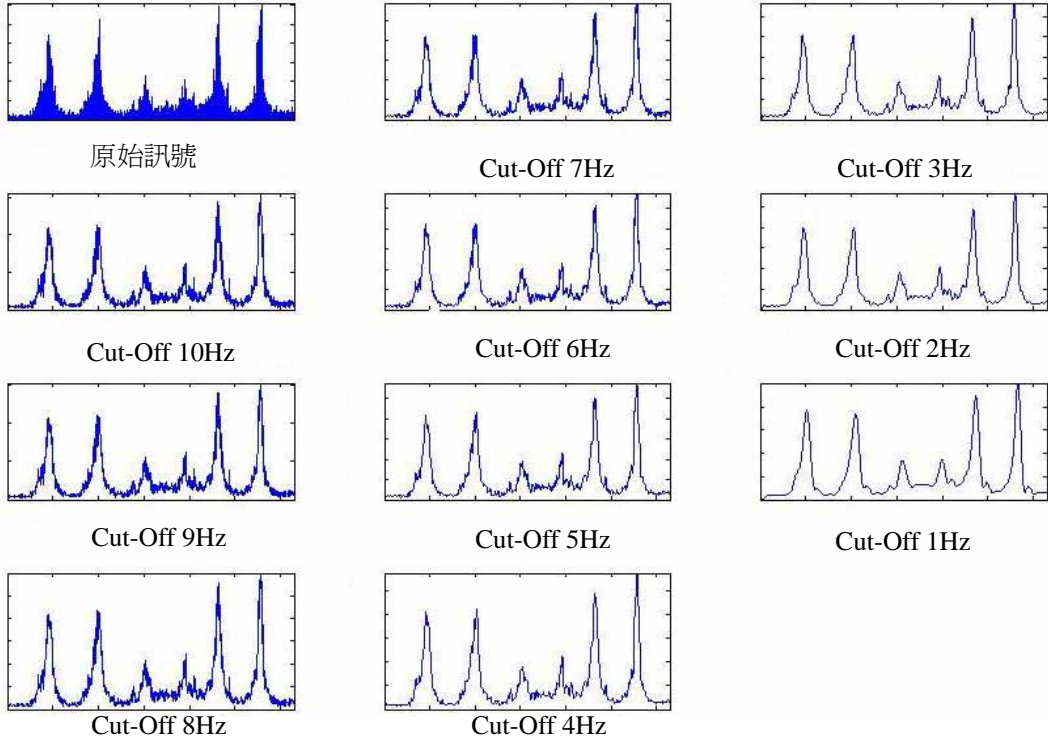 原始訊號
Cut-Off 10Hz
Cut-Off 9Hz
Cut-Off 8Hz
Cut-Off 7Hz
Cut-Off 6Hz
Cut-Off 5Hz
Cut-Off 4Hz
Cut-Off 3Hz
Cut-Off 2Hz
Cut-Off 1Hz